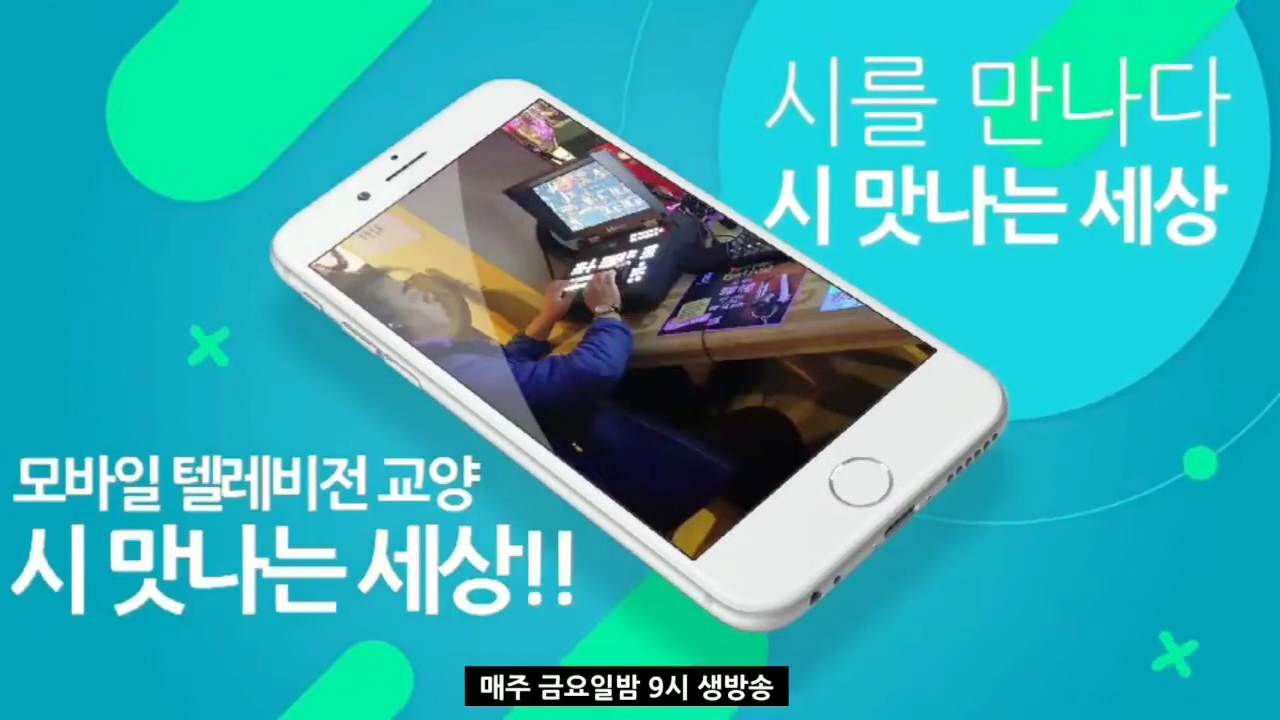 시를 만나다
시 맛나는 세상
모바일 텔레비전 교양
시 맛나는 세상!!
매주 금요일밤 9시 생방송